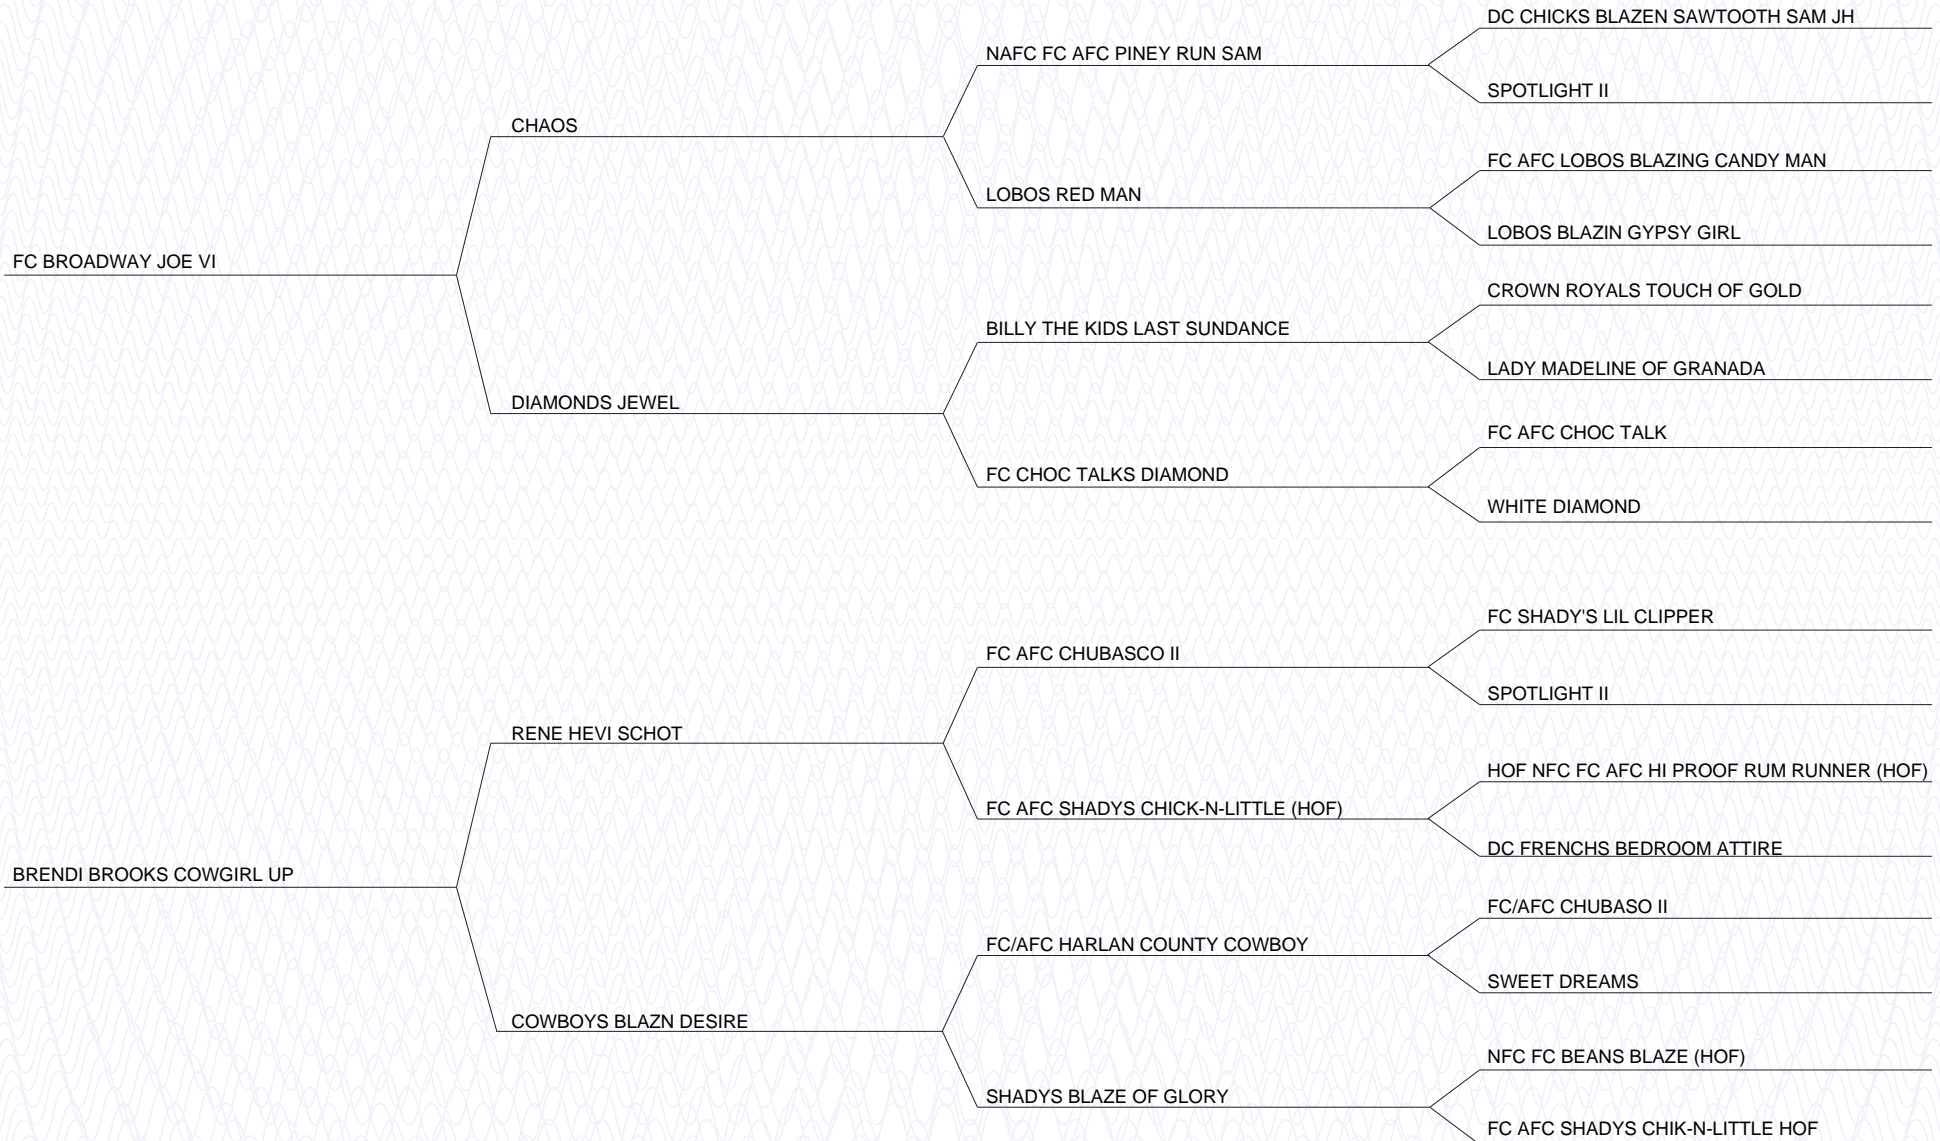 DC CHICKS BLAZEN SAWTOOTH SAM JH
NAFC FC AFC PINEY RUN SAM
SPOTLIGHT II
CHAOS
FC AFC LOBOS BLAZING CANDY MAN
LOBOS RED MAN
LOBOS BLAZIN GYPSY GIRL
FC BROADWAY JOE VI
CROWN ROYALS TOUCH OF GOLD
BILLY THE KIDS LAST SUNDANCE
LADY MADELINE OF GRANADA
DIAMONDS JEWEL
FC AFC CHOC TALK
FC CHOC TALKS DIAMOND
WHITE DIAMOND
FC SHADY'S LIL CLIPPER
FC AFC CHUBASCO II
SPOTLIGHT II
RENE HEVI SCHOT
HOF NFC FC AFC HI PROOF RUM RUNNER (HOF)
FC AFC SHADYS CHICK-N-LITTLE (HOF)
DC FRENCHS BEDROOM ATTIRE
BRENDI BROOKS COWGIRL UP
FC/AFC CHUBASO II
FC/AFC HARLAN COUNTY COWBOY
SWEET DREAMS
COWBOYS BLAZN DESIRE
NFC FC BEANS BLAZE (HOF)
SHADYS BLAZE OF GLORY
FC AFC SHADYS CHIK-N-LITTLE HOF